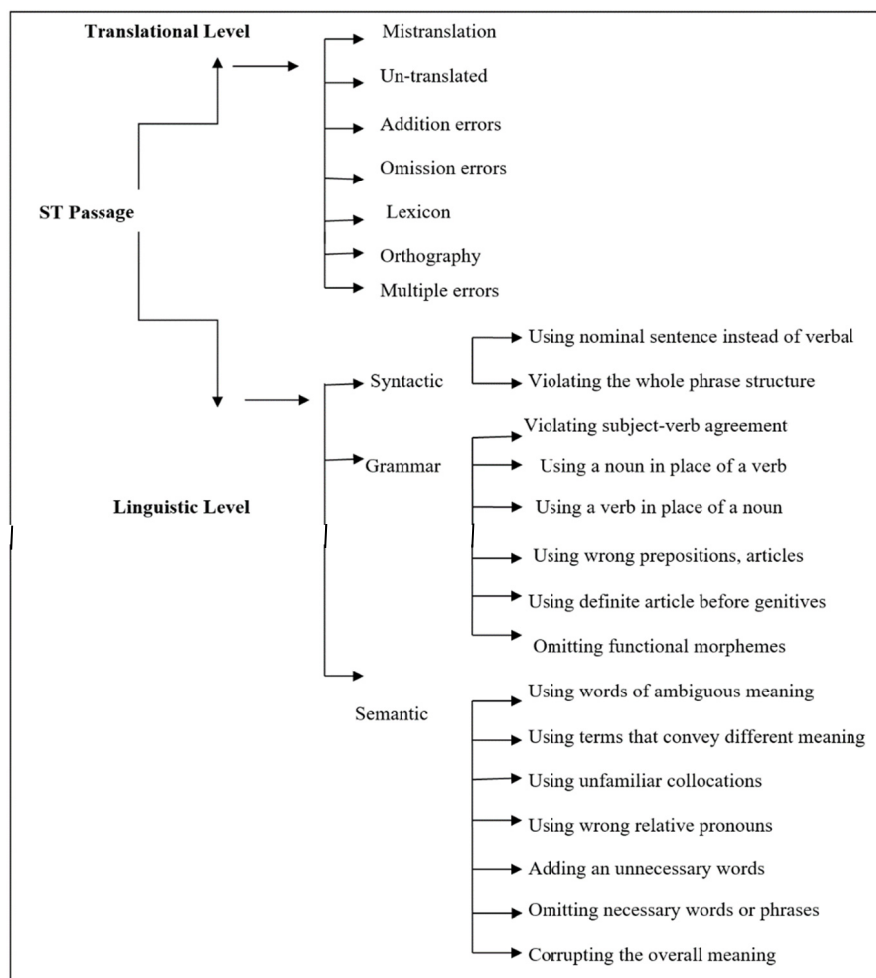 Translational Level
Mistranslation
Un-translated
Addition errors
Omission errors
Lexicon
Orthography
Multiple errors
ST Passage
Linguistic Level
Syntactic
Using nominal sentence instead of verbal
Violating the whole phrase structure
Grammar
Violating subject-verb agreement
Using a noun in place of a verb
Using a verb in place of a noun
Using wrong prepositions, articles
Using definite article before genitives
Omitting functional morphemes
Semantic
Using words of ambiguous meaning
Using terms that convey different meaning
Using unfamiliar collocations
Using wrong relative pronouns
Adding an unnecessary words
Omitting necessary words or phrases
Corrupting the overall meaning